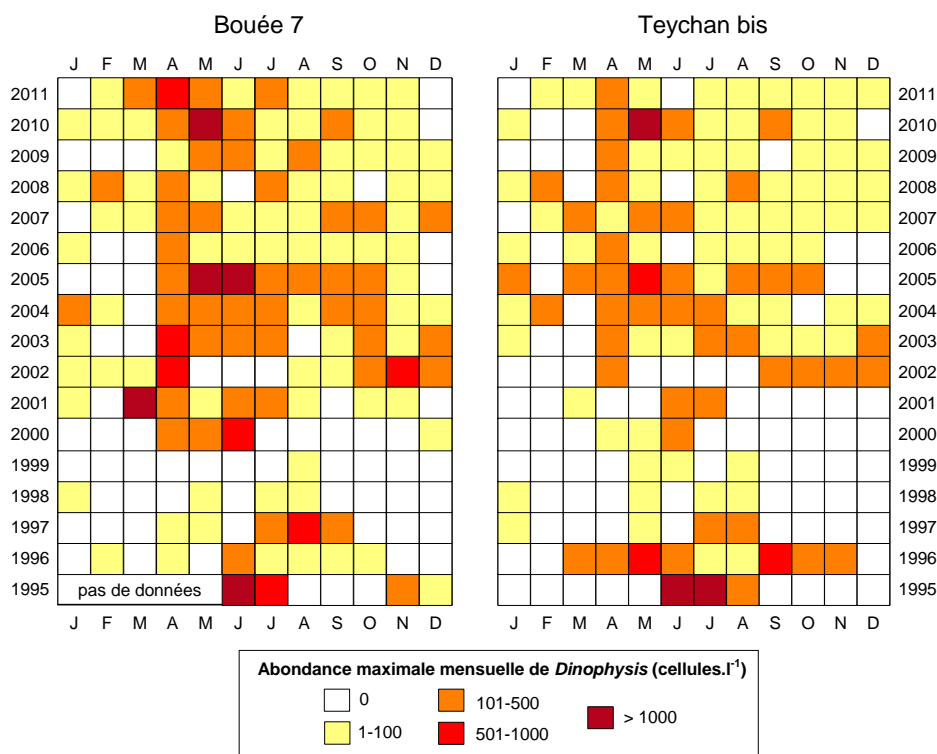 Bouée 7 Teychan bis
J F M A M J J A S O N D J F M A M J J A S O N D
2011 2011
2010 2010
2009 2009
2008 2008
2007 2007
2006 2006
2005 2005
2004 2004
2003 2003
2002 2002
2001 2001
2000 2000
1999 1999
1998 1998
1997 1997
1996 1996
1995 pas de données 1995
J F M A M J J A S O N D J F M A M J J A S O N D
Abondance maximale mensuelle de Dinophysis (cellules.l⁻¹)
0 101-500 > 1000
1-100 501-1000